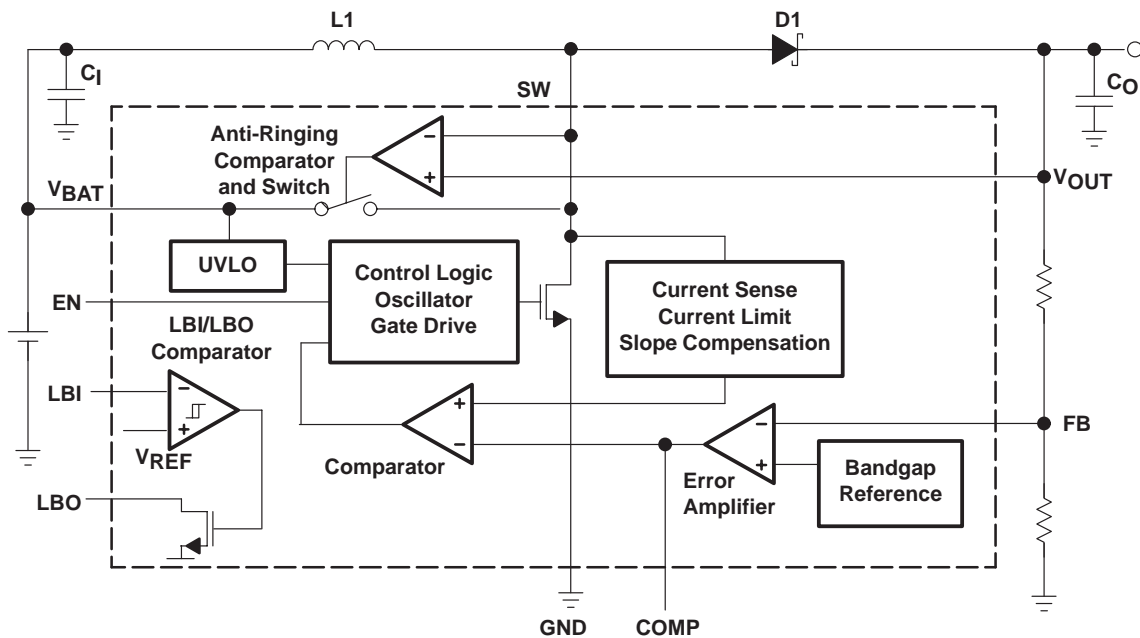 L1
D1
CI
SW
CO
Anti-Ringing
Comparator
and Switch
−
+
VBAT
VOUT
UVLO
Control Logic
Oscillator
Gate Drive
Current Sense
Current Limit
Slope Compensation
EN
LBI/LBO
Comparator
LBI
−
+
VREF
+
−
Comparator
−
+
FB
Error
Amplifier
Bandgap
Reference
LBO
GND
COMP